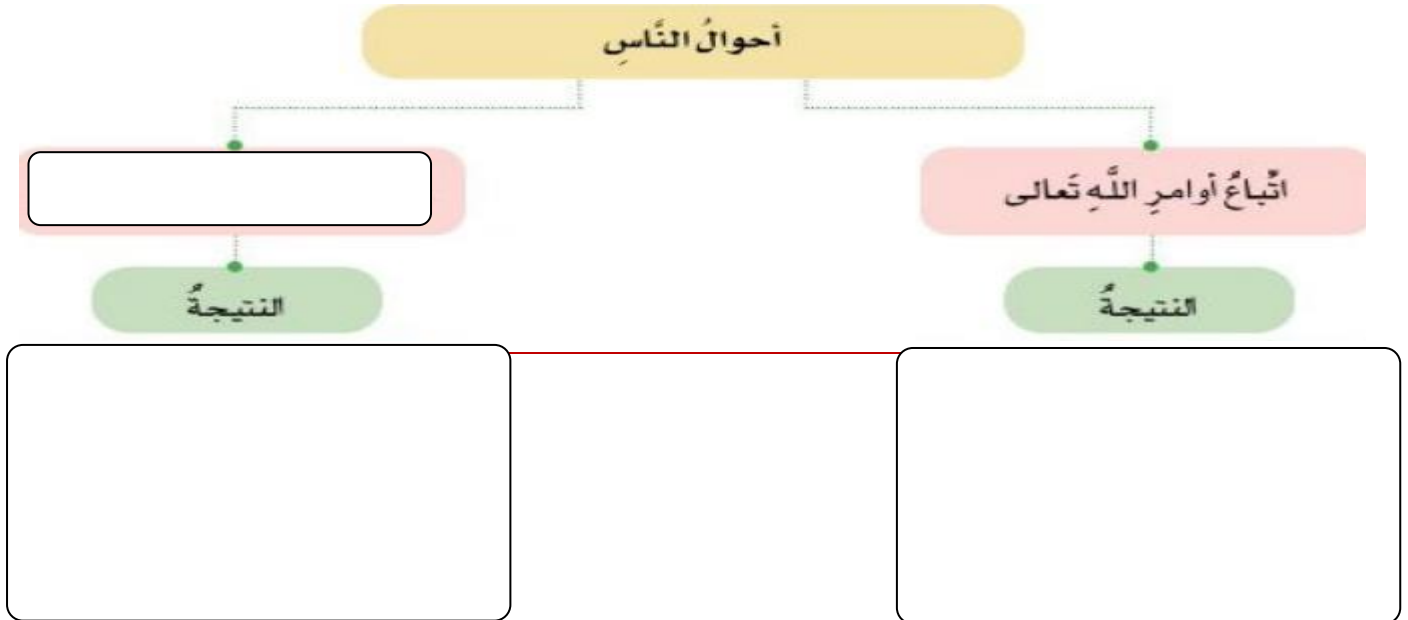 أحوالُ النَّاسِ
اتِّباعُ أوامرِ اللَّهِ تَعالى
النتيجةُ
النتيجةُ